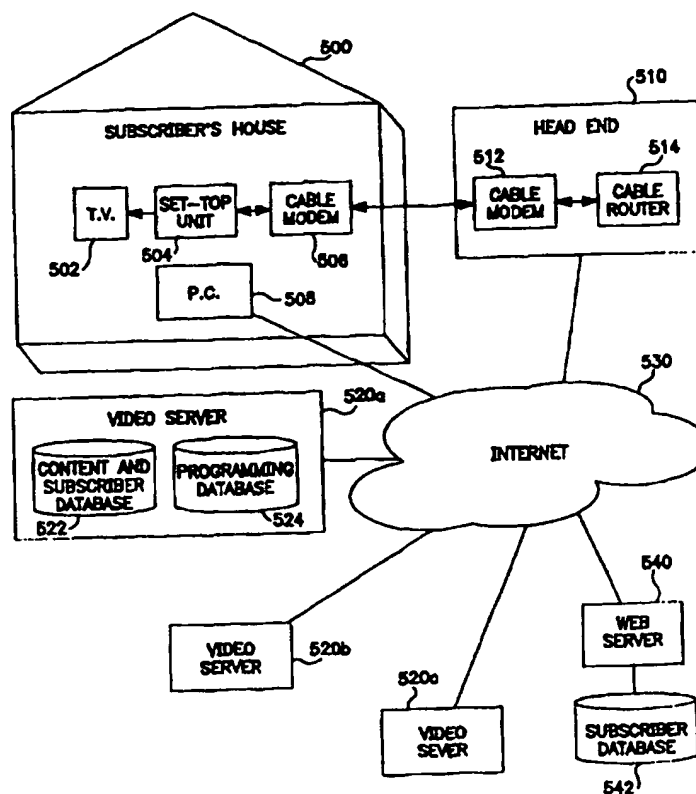 500
SUBSCRIBER'S HOUSE
T.V.
502
SET-TOP
UNIT
504
CABLE
MODEM
506
P.C.
508
510
HEAD END
512
CABLE
MODEM
514
CABLE
ROUTER
530
INTERNET
520a
VIDEO SERVER
CONTENT AND
SUBSCRIBER
DATABASE
522
PROGRAMMING
DATABASE
524
VIDEO
SERVER
520b
520c
VIDEO
SEVER
540
WEB
SERVER
SUBSCRIBER
DATABASE
542